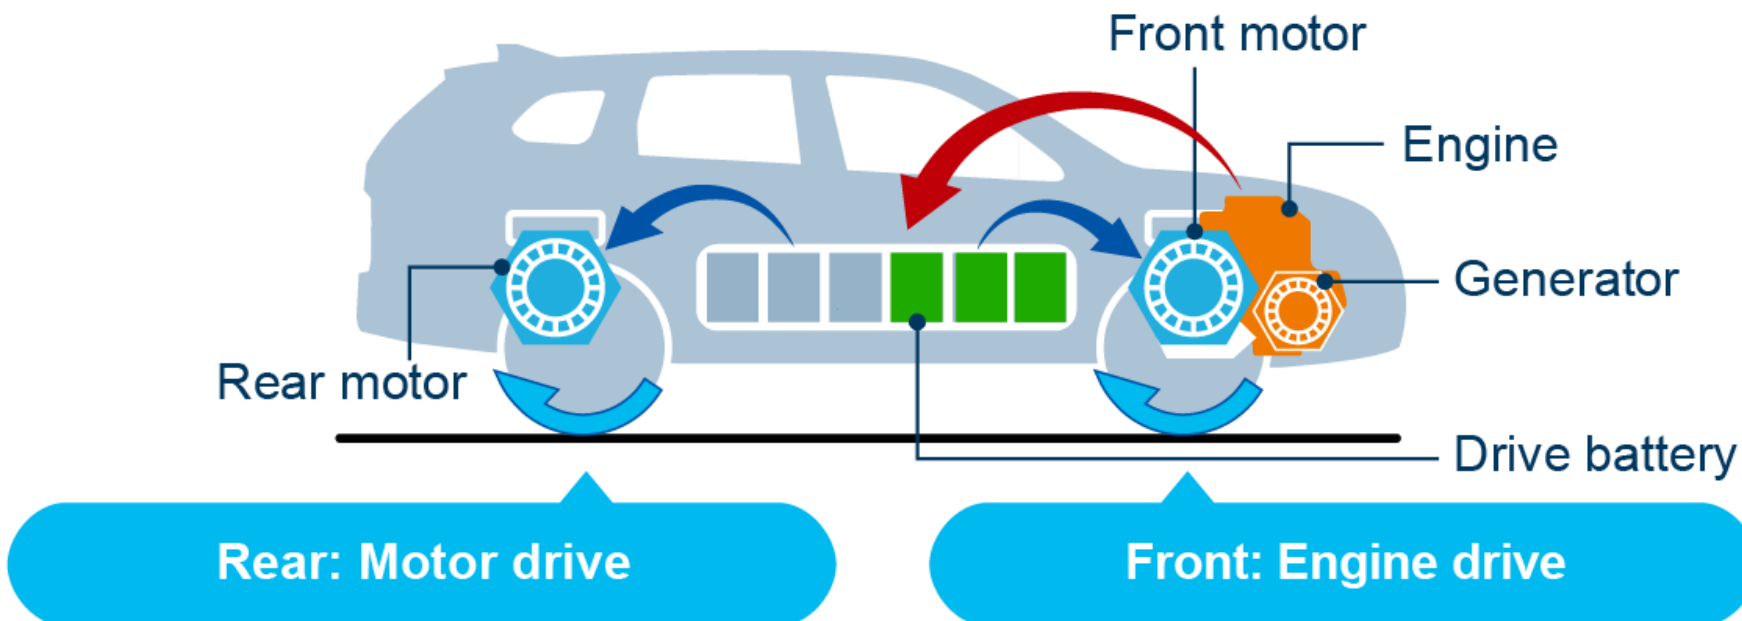 Front motor
Engine
Generator
Rear motor
Drive battery
Rear: Motor drive
Front: Engine drive